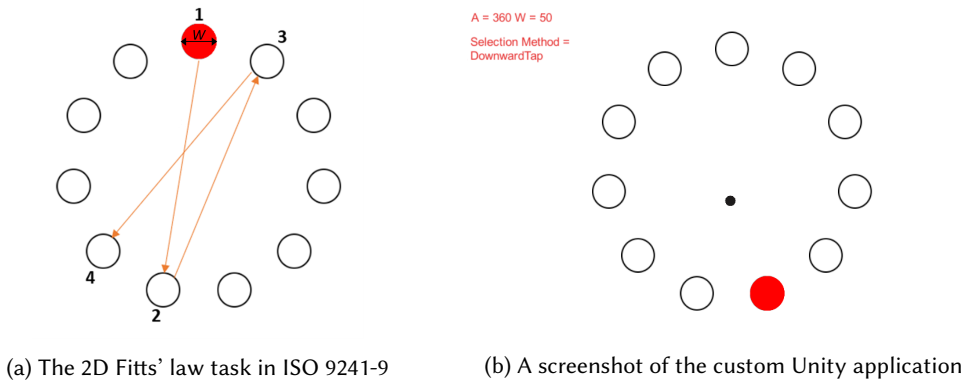 1
W
3
4
2
A = 360 W = 50
Selection Method =
DownwardTap
(a) The 2D Fitts' law task in ISO 9241-9
(b) A screenshot of the custom Unity application